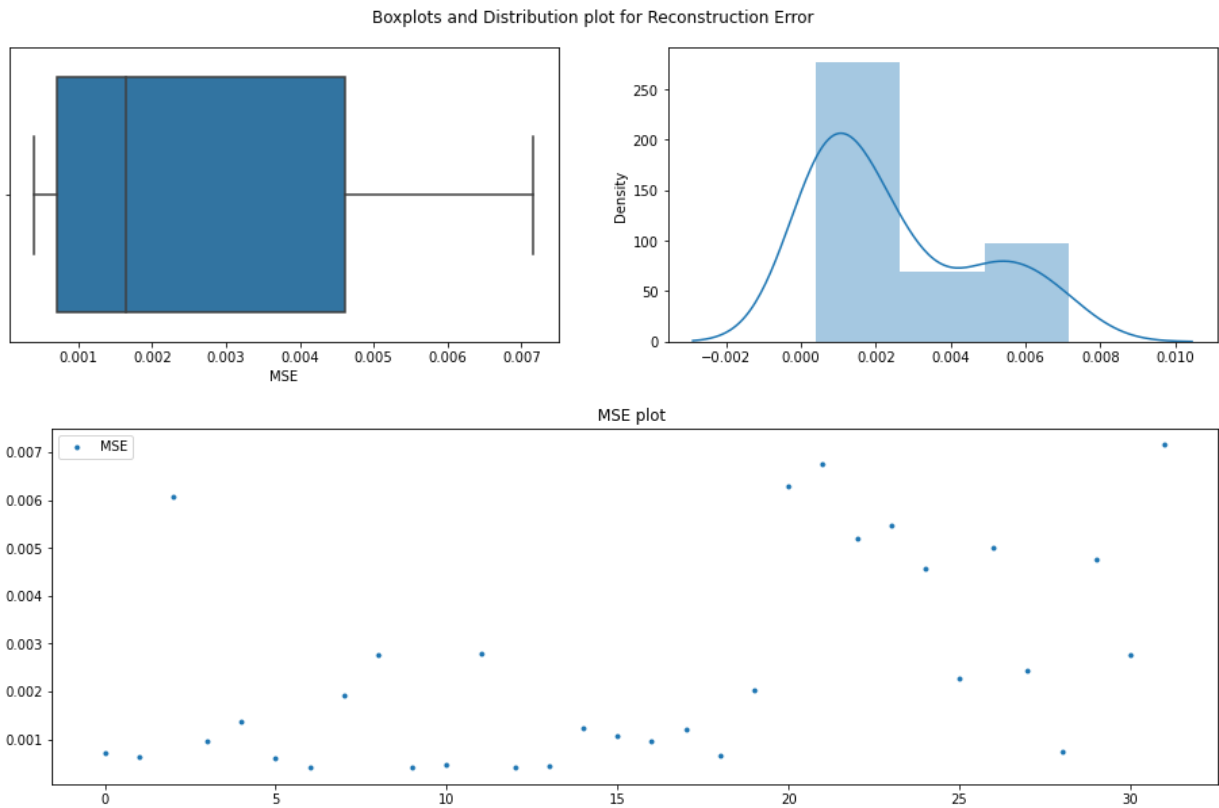 Boxplots and Distribution plot for Reconstruction Error
0.001 0.002 0.003 0.004 0.005 0.006 0.007
MSE
250
200
150
100
50
0
Density
−0.002 0.000 0.002 0.004 0.006 0.008 0.010
MSE plot
MSE
0.007
0.006
0.005
0.004
0.003
0.002
0.001
0 5 10 15 20 25 30